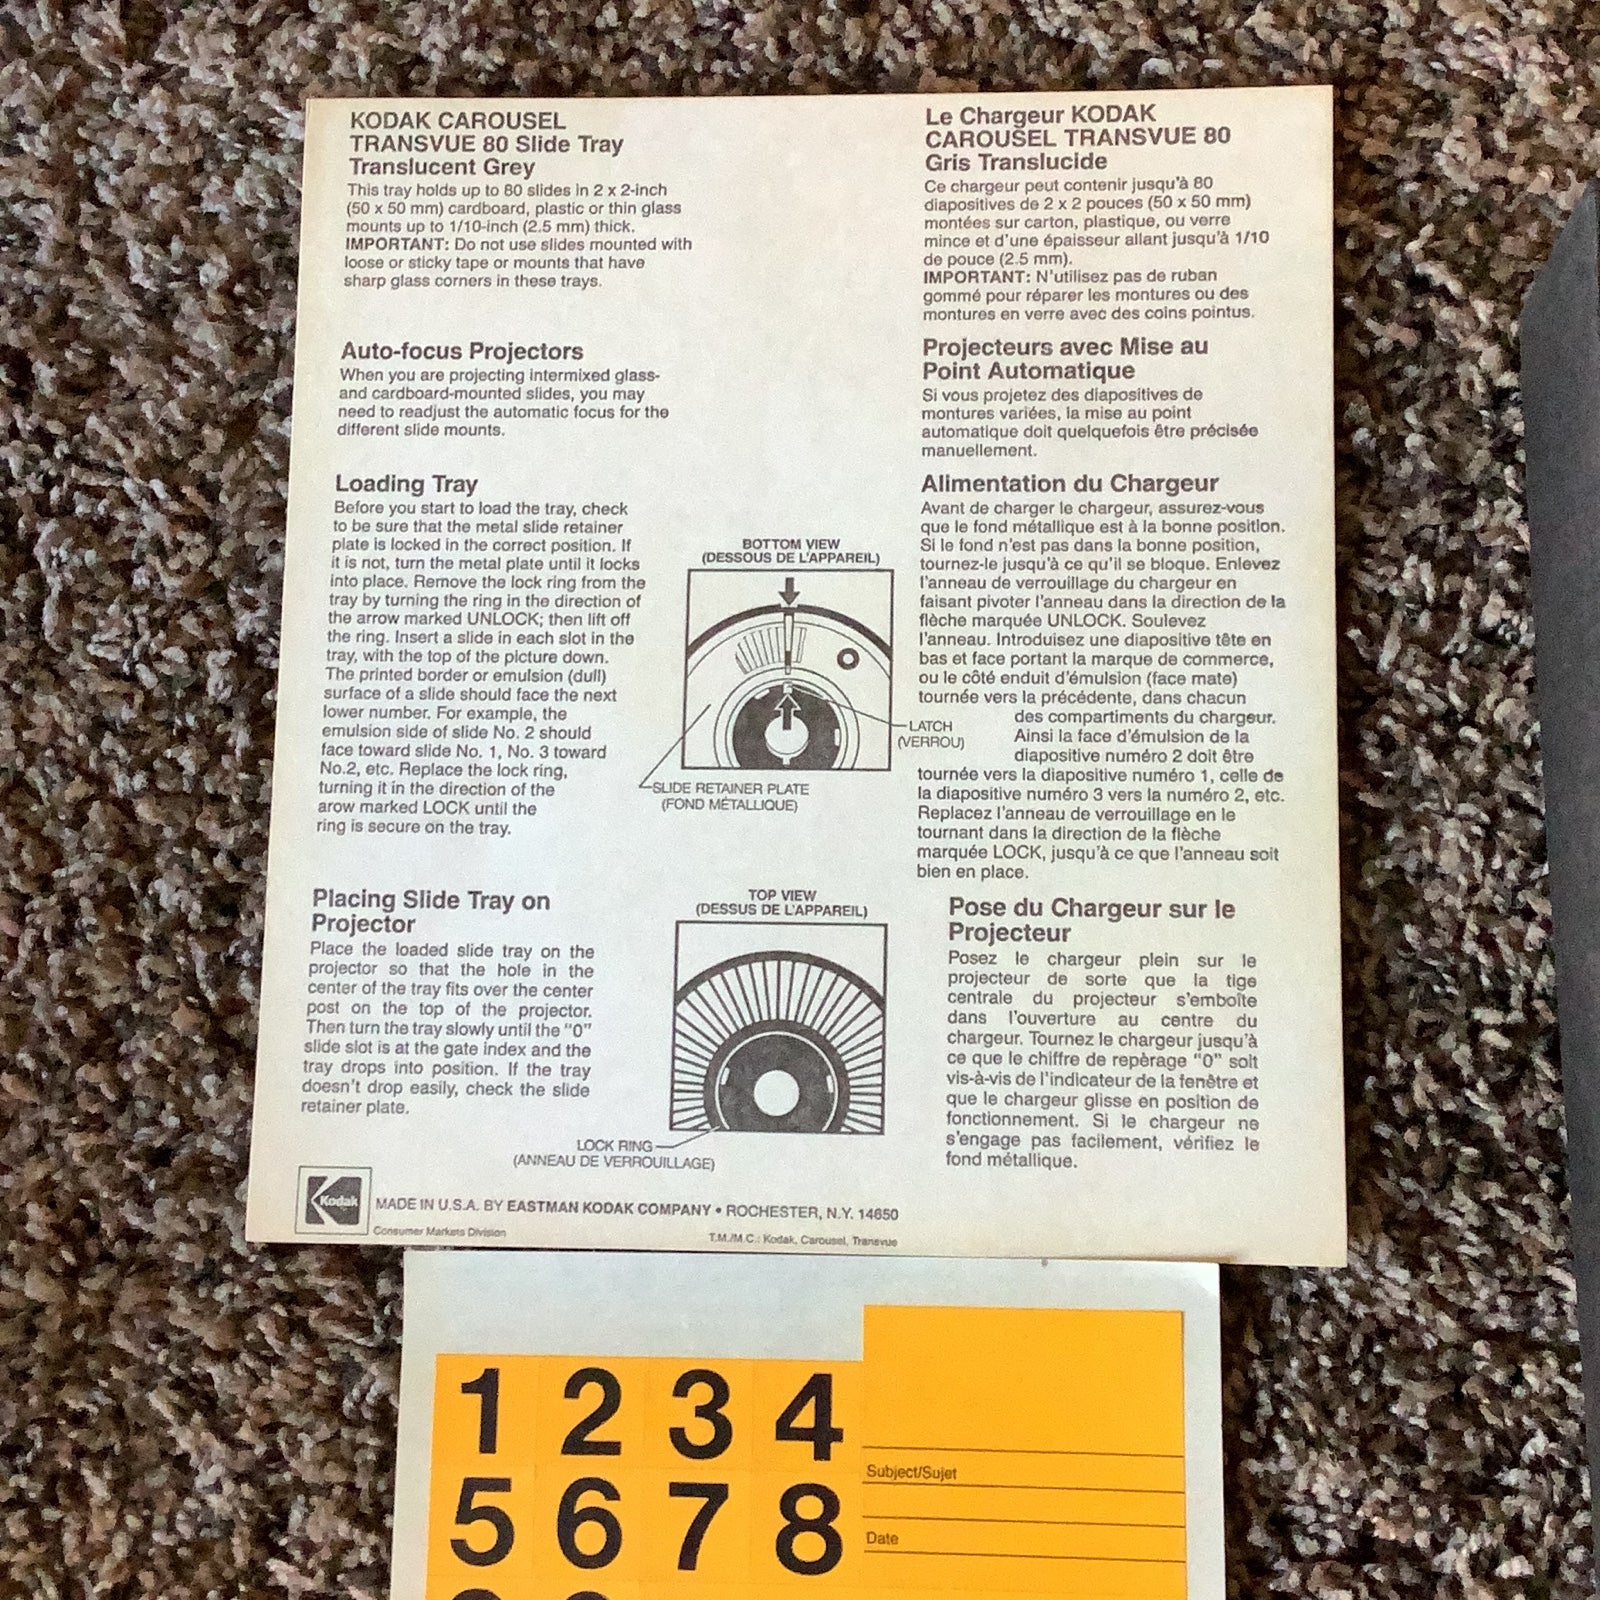 KODAK CAROUSEL
TRANSVUE 80 Slide Tray
Translucent Grey
This tray holds up to 80 slides in 2 x 2-inch
(50 x 50 mm) cardboard, plastic or thin glass
mounts up to 1/10-inch (2.5 mm) thick.
IMPORTANT: Do not use slides mounted with
loose or sticky tape or mounts that have
sharp glass corners in these trays.
Auto-focus Projectors
When you are projecting intermixed glass-
and cardboard-mounted slides, you may
need to readjust the automatic focus for the
different slide mounts.
Loading Tray
Before you start to load the tray, check
to be sure that the metal slide retainer
plate is locked in the correct position. If
it is not, turn the metal plate until it locks
into place. Remove the lock ring from the
tray by turning the ring in the direction of
the arrow marked UNLOCK; then lift off
the ring. Insert a slide in each slot in the
tray, with the top of the picture down.
The printed border or emulsion (dull)
surface of a slide should face the next
lower number. For example, the
emulsion side of slide No. 2 should
face toward slide No. 1, No. 3 toward
No.2, etc. Replace the lock ring,
turning it in the direction of the
arow marked LOCK until the
ring is secure on the tray.
Placing Slide Tray on
Projector
Place the loaded slide tray on the
projector so that the hole in the
center of the tray fits over the center
post on the top of the projector.
Then turn the tray slowly until the "0"
slide slot is at the gate index and the
tray drops into position. If the tray
doesn't drop easily, check the slide
retainer plate.
BOTTOM VIEW
(DESSOUS DE L'APPAREIL)
LATCH
(VERROU)
SLIDE RETAINER PLATE
(FOND MÉTALLIQUE)
TOP VIEW
(DESSUS DE L'APPAREIL)
LOCK RING
(ANNEAU DE VERROUILLAGE)
Le Chargeur KODAK
CAROUSEL TRANSVUE 80
Gris Translucide
Ce chargeur peut contenir jusqu'à 80
diapositives de 2 x 2 pouces (50 x 50 mm)
montées sur carton, plastique, ou verre
mince et d'une épaisseur allant jusqu'à 1/10
de pouce (2.5 mm).
IMPORTANT: N'utilisez pas de ruban
gommé pour réparer les montures ou des
montures en verre avec des coins pointus.
Projecteurs avec Mise au
Point Automatique
Si vous projetez des diapositives de
montures variées, la mise au point
automatique doit quelquefois être précisée
manuellement.
Alimentation du Chargeur
Avant de charger le chargeur, assurez-vous
que le fond métallique est à la bonne position.
Si le fond n'est pas dans la bonne position,
tournez-le jusqu'à ce qu'il se bloque. Enlevez
l'anneau de verrouillage du chargeur en
faisant pivoter l'anneau dans la direction de la
flèche marquée UNLOCK. Soulevez
l'anneau. Introduisez une diapositive tête en
bas et face portant la marque de commerce,
ou le côté enduit d'émulsion (face mate)
tournée vers la précédente, dans chacun
des compartiments du chargeur.
Ainsi la face d'émulsion de la
diapositive numéro 2 doit être
tournée vers la diapositive numéro 1, celle de
la diapositive numéro 3 vers la numéro 2, etc.
Replacez l'anneau de verrouillage en le
tournant dans la direction de la flèche
marquée LOCK, jusqu'à ce que l'anneau soit
bien en place.
Pose du Chargeur sur le
Projecteur
Posez le chargeur plein sur le
projecteur de sorte que la tige
centrale du projecteur s'emboîte
dans l'ouverture au centre du
chargeur. Tournez le chargeur jusqu'à
ce que le chiffre de repèrage "0" soit
vis-à-vis de l'indicateur de la fenêtre et
que le chargeur glisse en position de
fonctionnement. Si le chargeur ne
s'engage pas facilement, vérifiez le
fond métallique.
Kodak
MADE IN U.S.A. BY EASTMAN KODAK COMPANY • ROCHESTER, N.Y. 14650
Consumer Markets Division
T.M./M.C.: Kodak, Carousel, Transvue
1 2 3 4
5 6 7 8
Subject/Sujet
Date